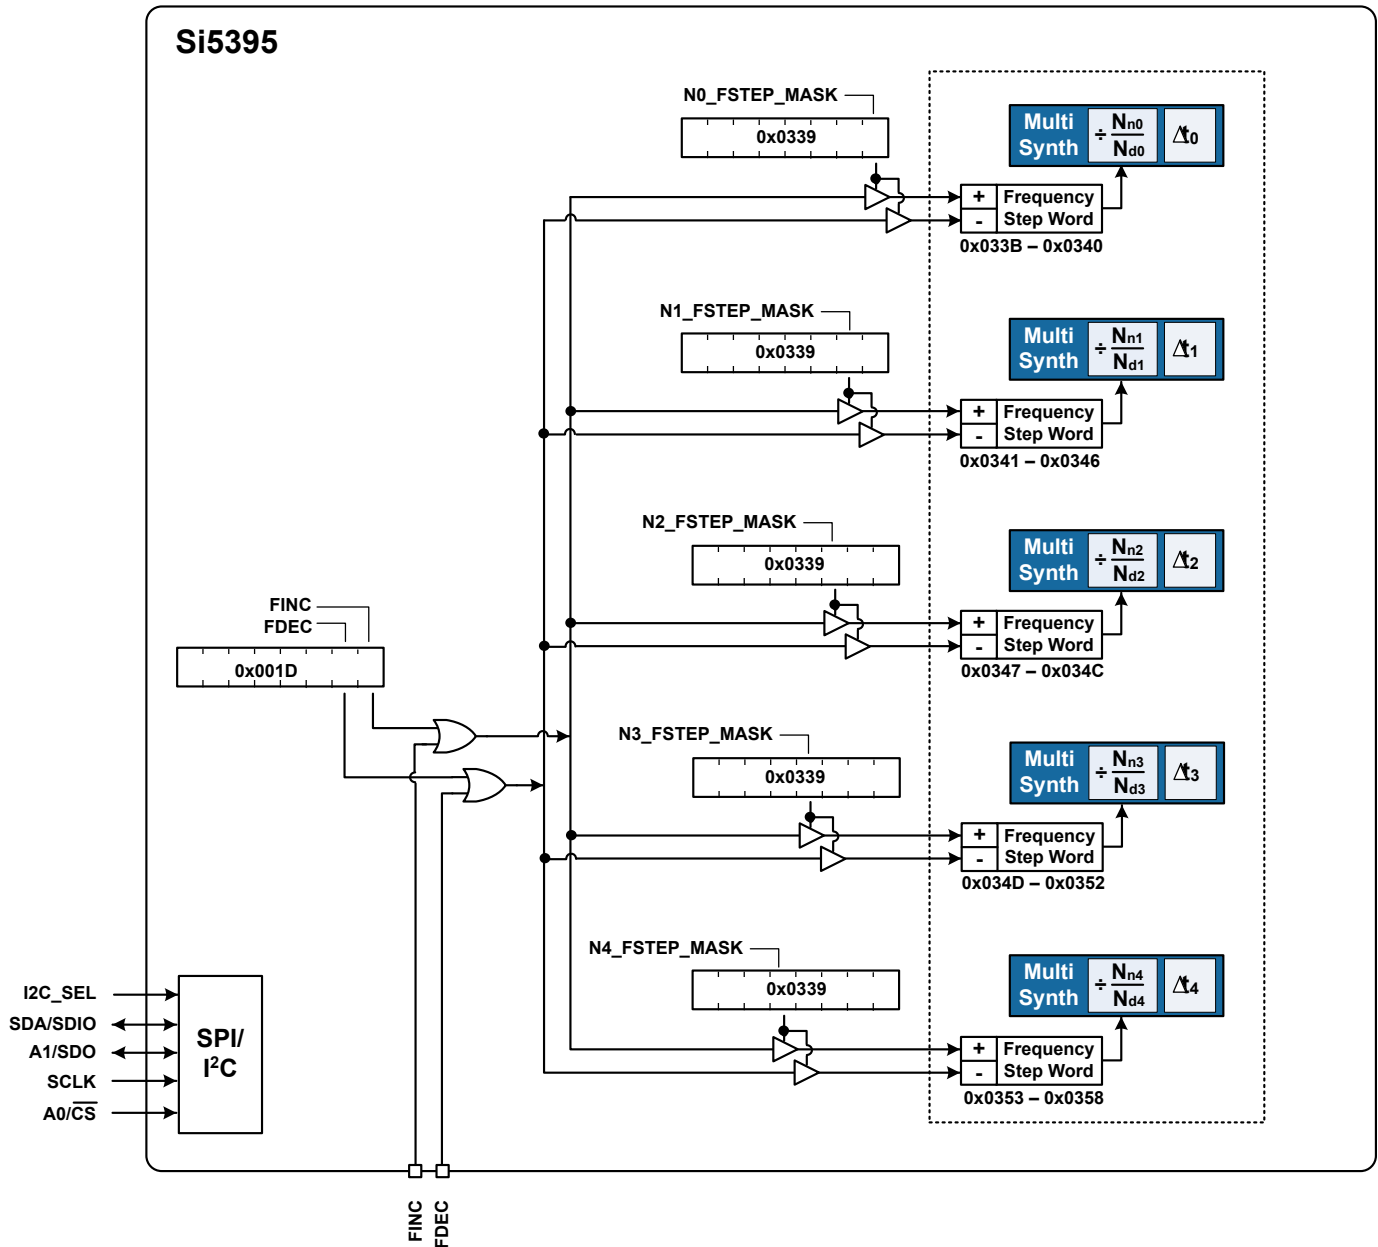 Si5395
N0_FSTEP_MASK
0x0339
Multi Synth ÷ Nn0 Nd0 Δt0
+ Frequency
- Step Word
0x033B – 0x0340
N1_FSTEP_MASK
0x0339
Multi Synth ÷ Nn1 Nd1 Δt1
+ Frequency
- Step Word
0x0341 – 0x0346
N2_FSTEP_MASK
0x0339
Multi Synth ÷ Nn2 Nd2 Δt2
+ Frequency
- Step Word
0x0347 – 0x034C
FINC
FDEC
0x001D
N3_FSTEP_MASK
0x0339
Multi Synth ÷ Nn3 Nd3 Δt3
+ Frequency
- Step Word
0x034D – 0x0352
N4_FSTEP_MASK
0x0339
Multi Synth ÷ Nn4 Nd4 Δt4
+ Frequency
- Step Word
0x0353 – 0x0358
I2C_SEL
SDA/SDIO
A1/SDO
SCLK
A0/C̅S̅
SPI/
I²C
FINC
FDEC